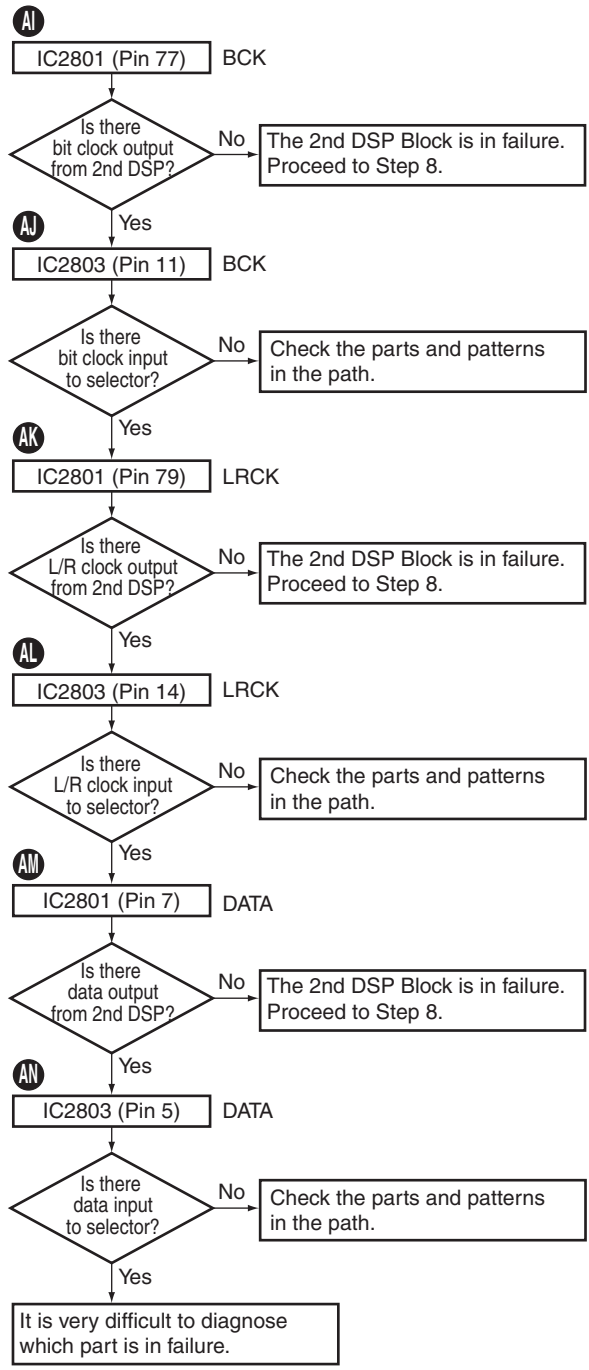 AI
IC2801 (Pin 77) BCK
Is there
bit clock output
from 2nd DSP?
No
The 2nd DSP Block is in failure.
Proceed to Step 8.
Yes
AJ
IC2803 (Pin 11) BCK
Is there
bit clock input
to selector?
No
Check the parts and patterns
in the path.
Yes
AK
IC2801 (Pin 79) LRCK
Is there
L/R clock output
from 2nd DSP?
No
The 2nd DSP Block is in failure.
Proceed to Step 8.
Yes
AL
IC2803 (Pin 14) LRCK
Is there
L/R clock input
to selector?
No
Check the parts and patterns
in the path.
Yes
AM
IC2801 (Pin 7) DATA
Is there
data output
from 2nd DSP?
No
The 2nd DSP Block is in failure.
Proceed to Step 8.
Yes
AN
IC2803 (Pin 5) DATA
Is there
data input
to selector?
No
Check the parts and patterns
in the path.
Yes
It is very difficult to diagnose
which part is in failure.